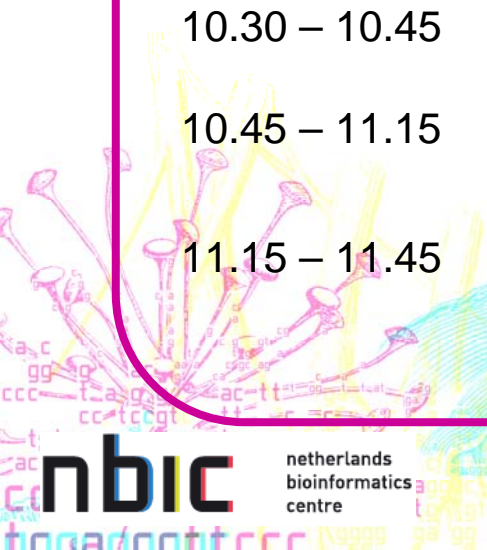 10.30 – 10.45
10.45 – 11.15
11.15 – 11.45
nbic
netherlands
bioinformatics
centre